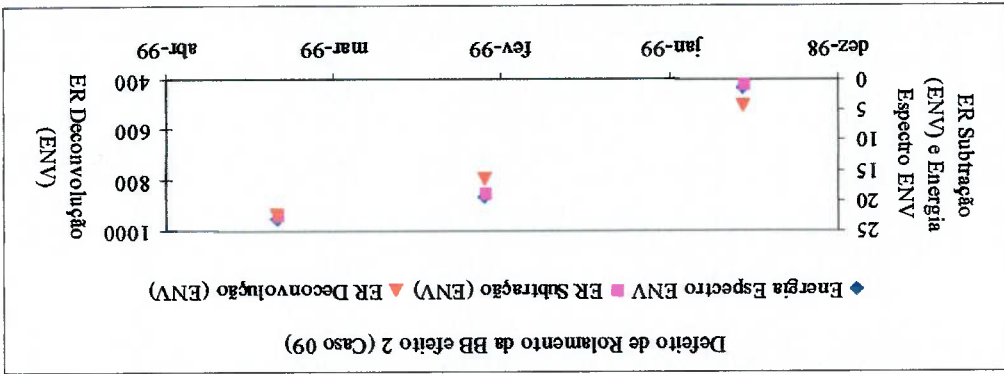 Defeito de Rolamento da BB efeito 2 (Caso 09)
Energia Espectro ENV ER Subtração (ENV) ER Deconvolução (ENV)
ER Subtração
(ENV) e Energia
Espectro ENV
25
20
15
10
5
0
1000
800
600
400
ER Deconvolução
(ENV)
dez-98 jan-99 fev-99 mar-99 abr-99